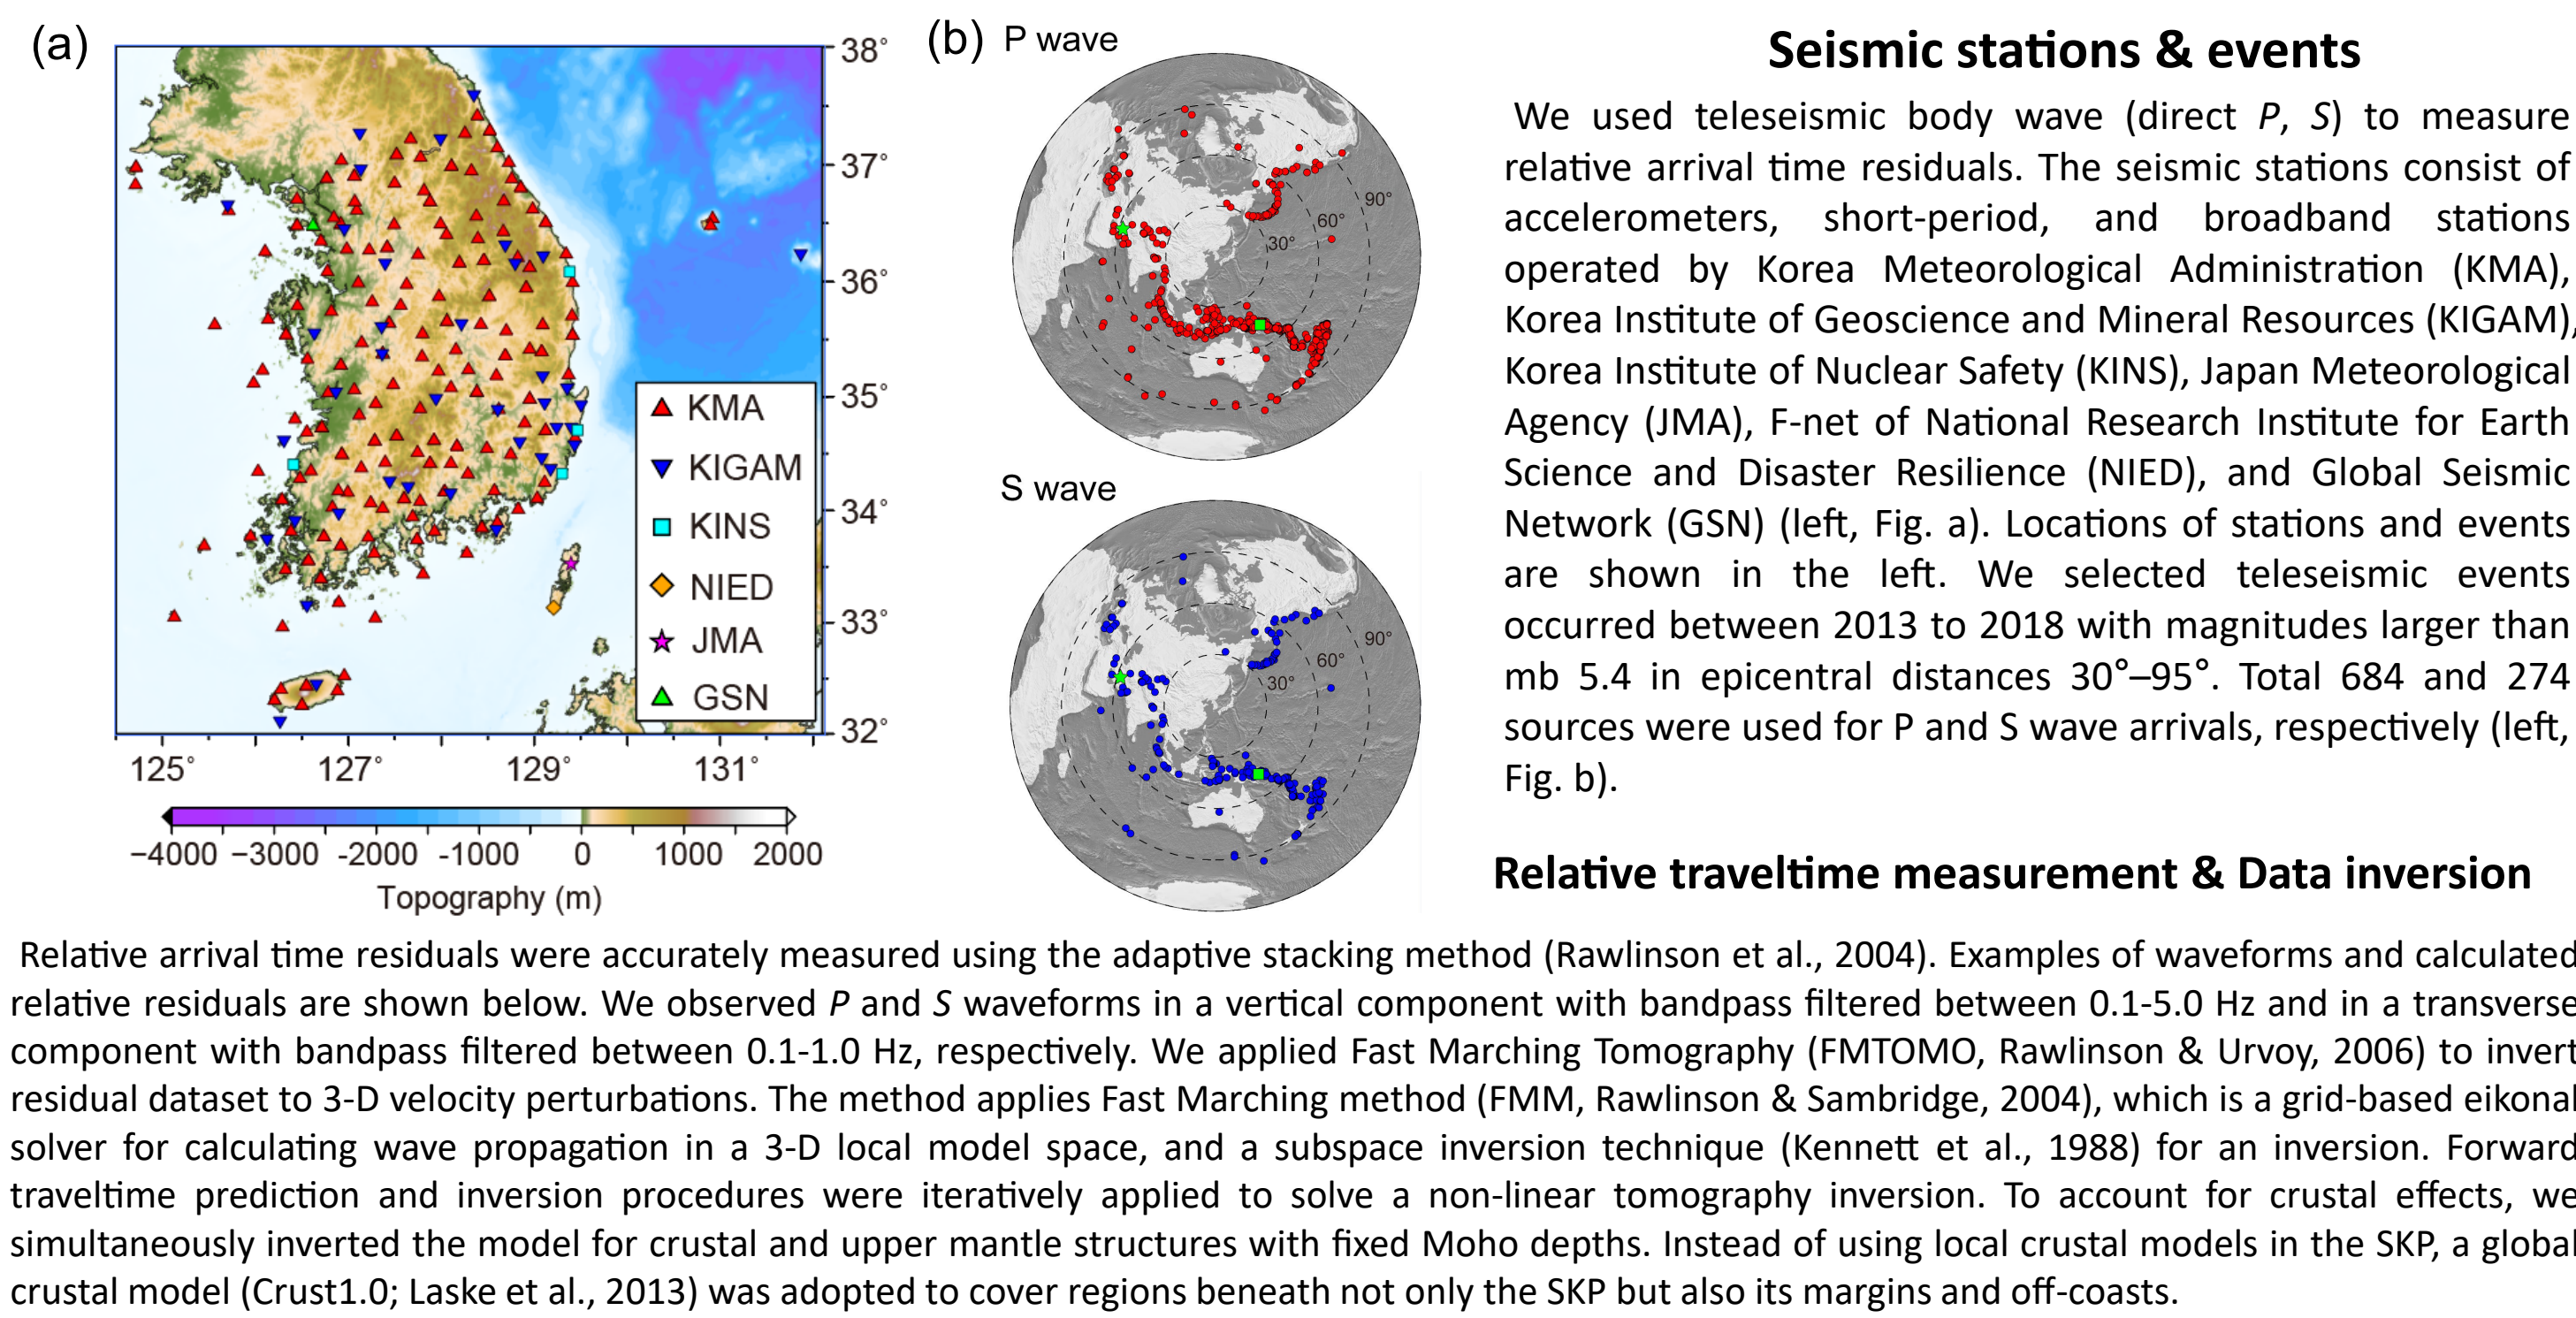 (a)
38°
37°
36°
35°
34°
33°
32°
125°
127°
129°
131°
KMA
KIGAM
KINS
NIED
JMA
GSN
−4000 −3000 -2000 -1000 0 1000 2000
Topography (m)
(b) P wave
90°
60°
30°
S wave
90°
60°
30°
Seismic stations & events
We used teleseismic body wave (direct P, S) to measure
relative arrival time residuals. The seismic stations consist of
accelerometers, short-period, and broadband stations
operated by Korea Meteorological Administration (KMA),
Korea Institute of Geoscience and Mineral Resources (KIGAM),
Korea Institute of Nuclear Safety (KINS), Japan Meteorological
Agency (JMA), F-net of National Research Institute for Earth
Science and Disaster Resilience (NIED), and Global Seismic
Network (GSN) (left, Fig. a). Locations of stations and events
are shown in the left. We selected teleseismic events
occurred between 2013 to 2018 with magnitudes larger than
mb 5.4 in epicentral distances 30°–95°. Total 684 and 274
sources were used for P and S wave arrivals, respectively (left,
Fig. b).
Relative traveltime measurement & Data inversion
Relative arrival time residuals were accurately measured using the adaptive stacking method (Rawlinson et al., 2004). Examples of waveforms and calculated
relative residuals are shown below. We observed P and S waveforms in a vertical component with bandpass filtered between 0.1-5.0 Hz and in a transverse
component with bandpass filtered between 0.1-1.0 Hz, respectively. We applied Fast Marching Tomography (FMTOMO, Rawlinson & Urvoy, 2006) to invert
residual dataset to 3-D velocity perturbations. The method applies Fast Marching method (FMM, Rawlinson & Sambridge, 2004), which is a grid-based eikonal
solver for calculating wave propagation in a 3-D local model space, and a subspace inversion technique (Kennett et al., 1988) for an inversion. Forward
traveltime prediction and inversion procedures were iteratively applied to solve a non-linear tomography inversion. To account for crustal effects, we
simultaneously inverted the model for crustal and upper mantle structures with fixed Moho depths. Instead of using local crustal models in the SKP, a global
crustal model (Crust1.0; Laske et al., 2013) was adopted to cover regions beneath not only the SKP but also its margins and off-coasts.